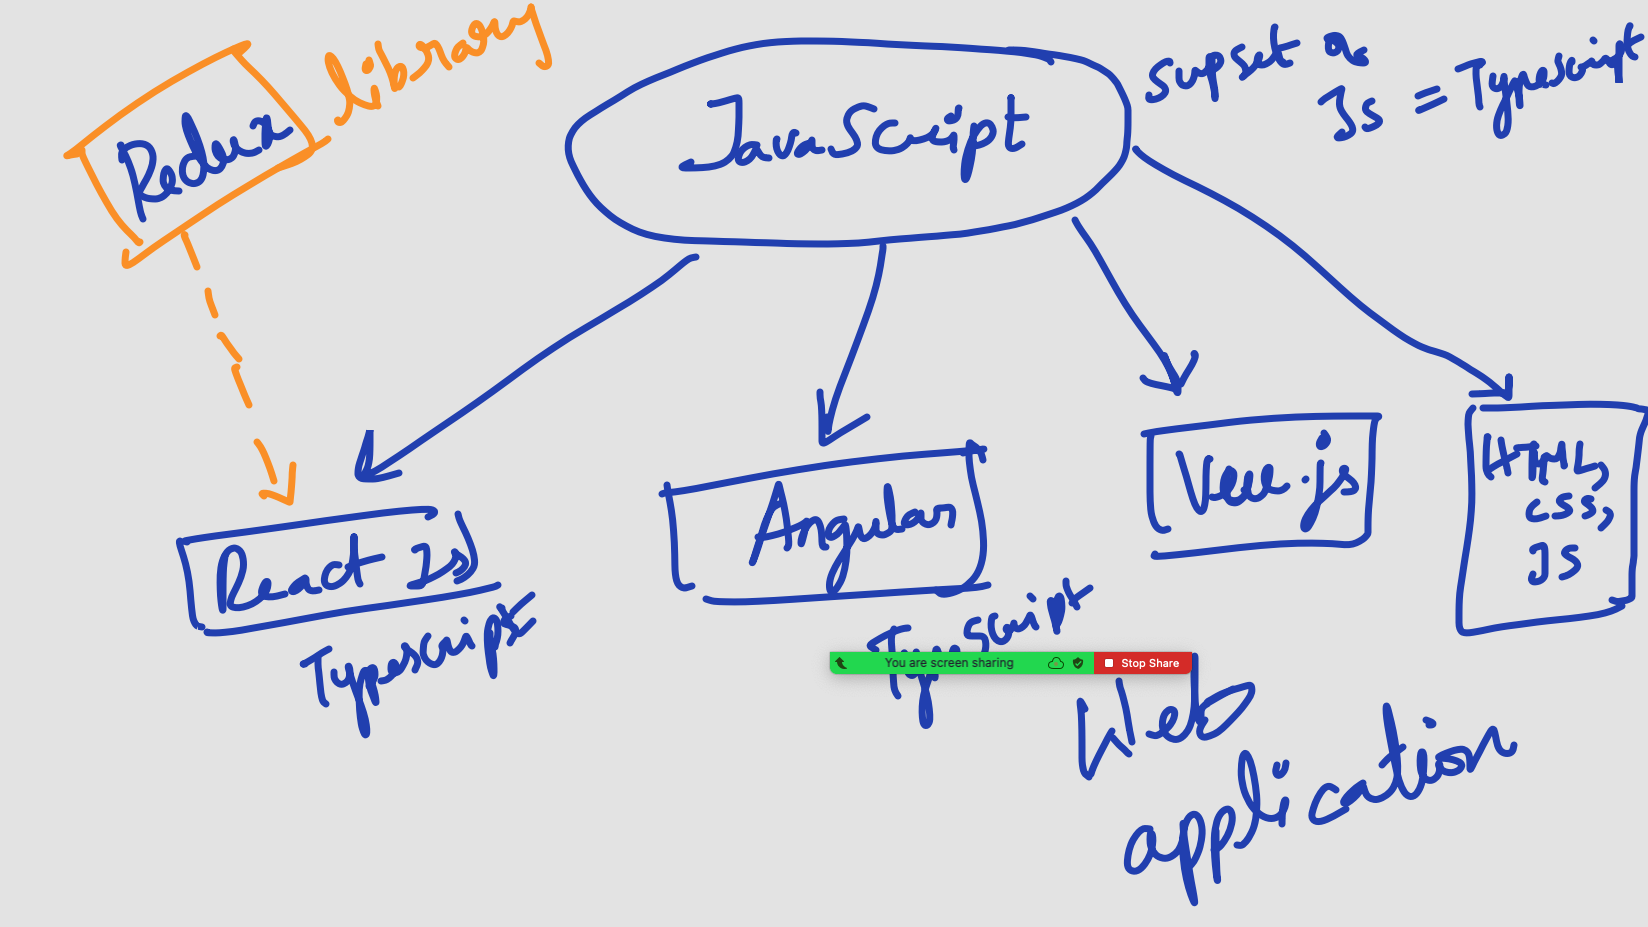 Redux
library
JavaScript
Supset of
Js = Typescript
React Js
Typescript
Angular
Typescript
Vue.js
HTML,
css,
JS
You are screen sharing
Stop Share
Web
application